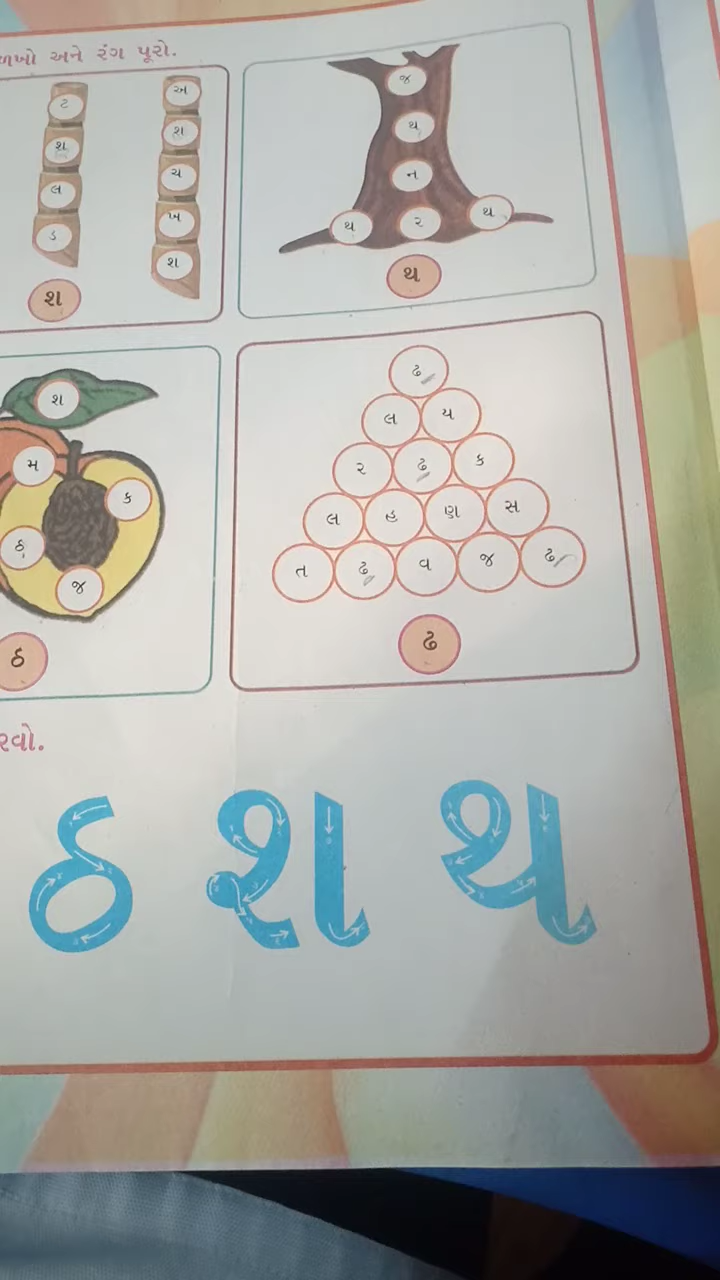 ળખો અને રંગ પૂરો.
ટ
શ
લ
ડ
અ
શ
ચ
ખ
શ
શ
જ
થ
ન
થ ર થ
થ
શ
મ
ક
ઠ
જ
ઠ
ઢ
લ ય
ર ઢ ક
લ હ ણ સ
ત ઢ વ જ ઢ
ઢ
રવો.
ઠ શ થ